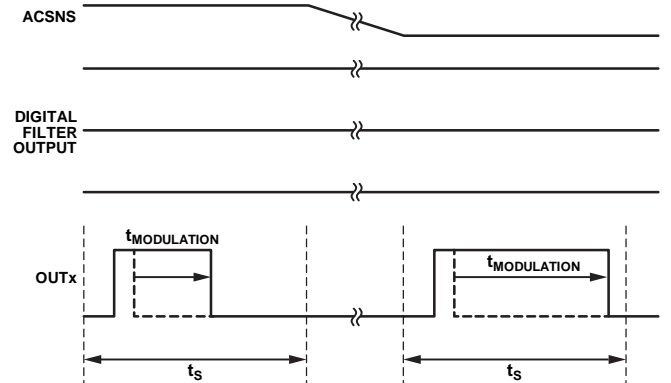 ACSNS
DIGITAL
FILTER
OUTPUT
tMODULATION
tMODULATION
OUTx
tS
tS